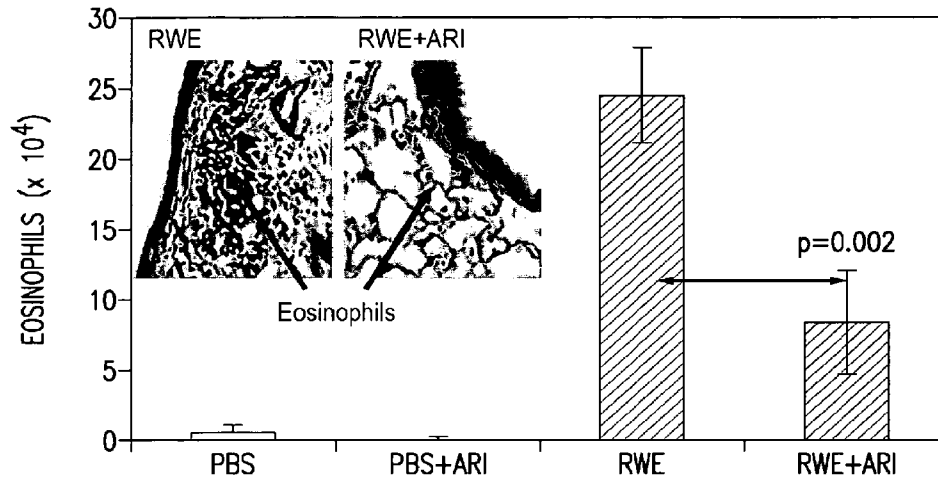 EOSINOPHILS (x 10⁴)
30
25
20
15
10
5
0
RWE
RWE+ARI
Eosinophils
p=0.002
PBS
PBS+ARI
RWE
RWE+ARI